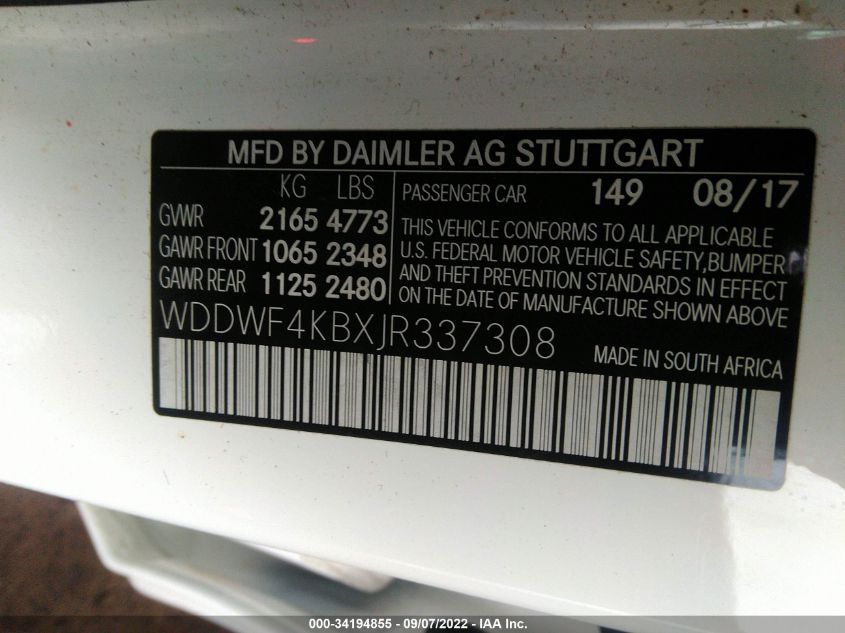 MFD BY DAIMLER AG STUTTGART
KG LBS
GVWR 2165 4773
GAWR FRONT 1065 2348
GAWR REAR 1125 2480
PASSENGER CAR 149 08/17
THIS VEHICLE CONFORMS TO ALL APPLICABLE
U.S. FEDERAL MOTOR VEHICLE SAFETY, BUMPER
AND THEFT PREVENTION STANDARDS IN EFFECT
ON THE DATE OF MANUFACTURE SHOWN ABOVE
WDDWF4KBXJR337308
MADE IN SOUTH AFRICA
000-34194855 - 09/07/2022 - IAA Inc.